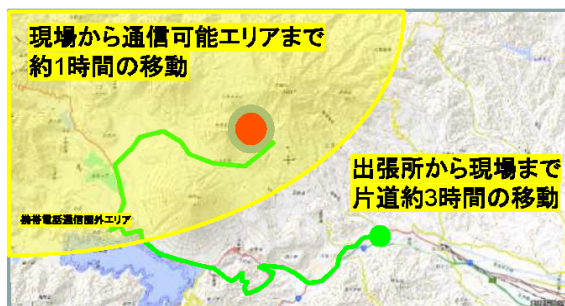 現場から通信可能エリアまで
約1時間の移動
出張所から現場まで
片道約3時間の移動
携帯電話通信圏外エリア